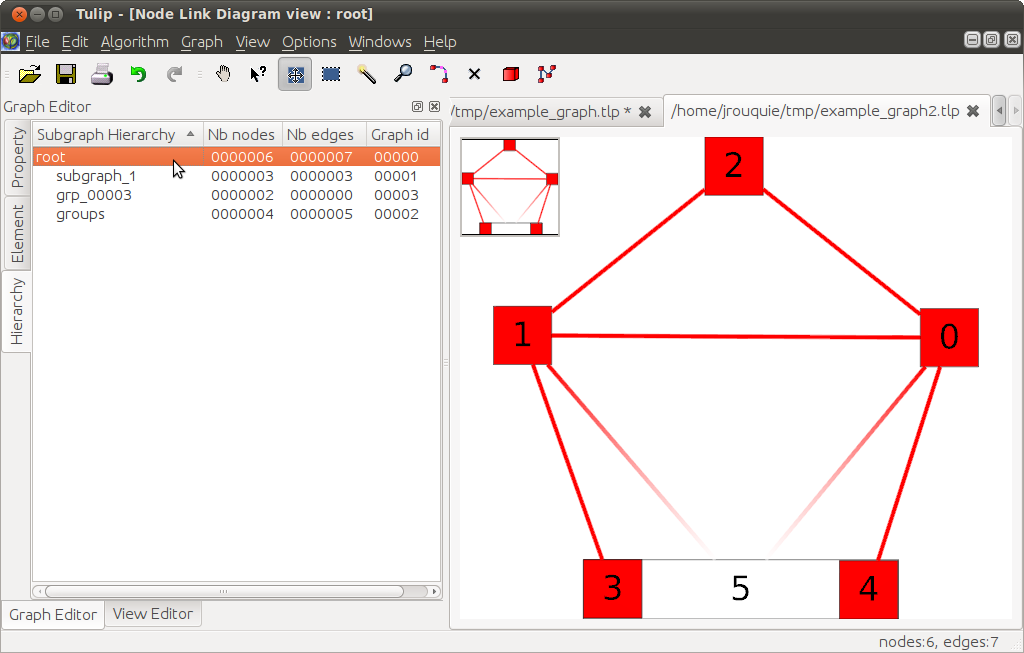 Tulip - [Node Link Diagram view : root]
File Edit Algorithm Graph View Options Windows Help
Graph Editor
/tmp/example_graph.tlp *
/home/jrouquie/tmp/example_graph2.tlp
Property
Element
Hierarchy
Subgraph Hierarchy Nb nodes Nb edges Graph id
root 0000006 0000007 00000
subgraph_1 0000003 0000003 00001
grp_00003 0000002 0000000 00003
groups 0000004 0000005 00002
2
1
0
3
5
4
Graph Editor View Editor
nodes:6, edges:7